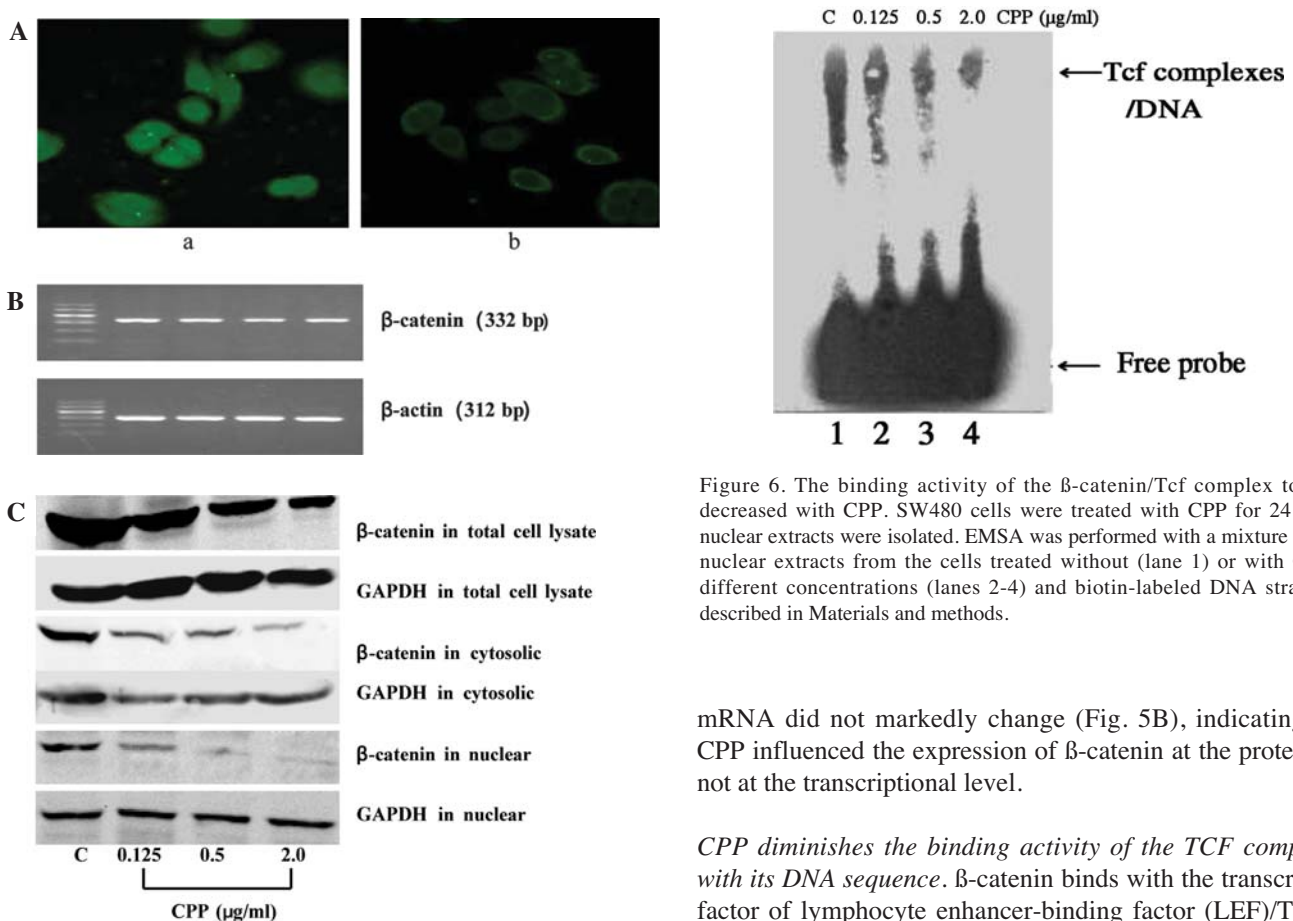 A
a
b
B
β-catenin (332 bp)
β-actin (312 bp)
C
β-catenin in total cell lysate
GAPDH in total cell lysate
β-catenin in cytosolic
GAPDH in cytosolic
β-catenin in nuclear
GAPDH in nuclear
C 0.125 0.5 2.0
CPP (µg/ml)
C 0.125 0.5 2.0 CPP (µg/ml)
Tcf complexes
/DNA
Free probe
1 2 3 4
Figure 6. The binding activity of the ß-catenin/Tcf complex to
decreased with CPP. SW480 cells were treated with CPP for 24
nuclear extracts were isolated. EMSA was performed with a mixture
nuclear extracts from the cells treated without (lane 1) or with
different concentrations (lanes 2-4) and biotin-labeled DNA stra
described in Materials and methods.
mRNA did not markedly change (Fig. 5B), indicating
CPP influenced the expression of ß-catenin at the prote
not at the transcriptional level.
CPP diminishes the binding activity of the TCF comp
with its DNA sequence. ß-catenin binds with the transcr
factor of lymphocyte enhancer-binding factor (LEF)/T